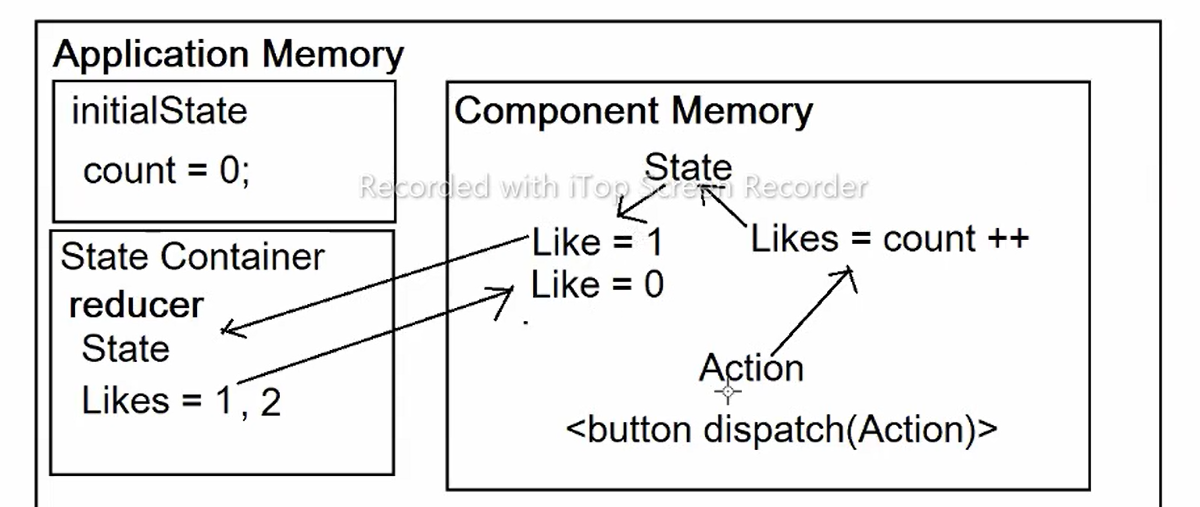 Application Memory
initialState
count = 0;
State Container
reducer
State
Likes = 1 , 2
Component Memory
State
Recorded with iTop Screen Recorder
Like = 1
Likes = count ++
Like = 0
Action
<button dispatch(Action)>